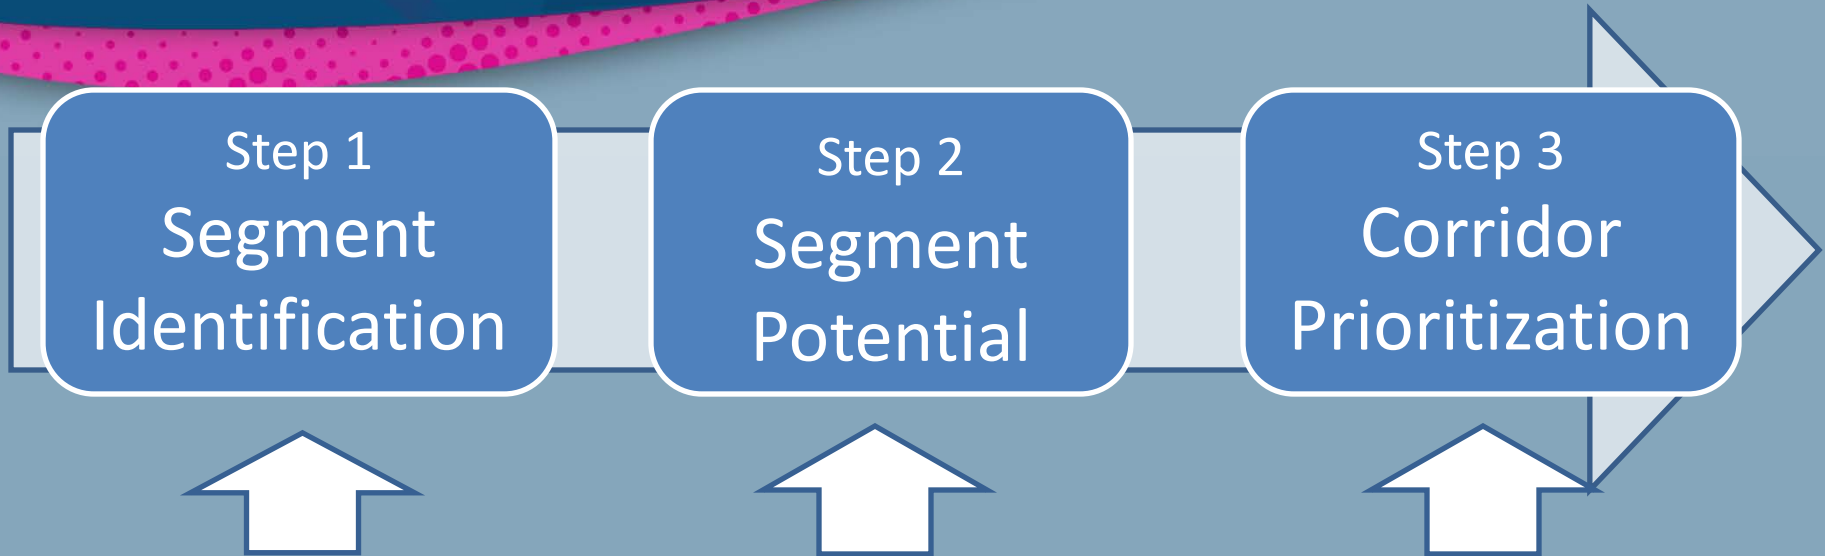 Step 1
Segment
Identification
Step 2
Segment
Potential
Step 3
Corridor
Prioritization